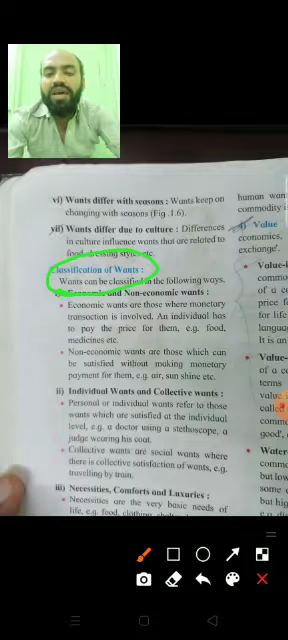 vi) Wants differ with seasons : Wants keep on
changing with seasons (Fig .1.6)
vii) Wants differ due to culture : Differences
in culture influence wants that are related to
food, dressing style etc.
Classification of Wants :
Wants can be classified in the following ways.
i) Economic and Non-economic wants :
• Economic wants are those where monetary
transaction is involved. An individual has
to pay the price for them, e.g. food,
medicines etc.
• Non-economic wants are those which can
be satisfied without making monetary
payment for them, e.g. air, sun shine etc.
ii) Individual Wants and Collective wants :
• Personal or individual wants refer to those
wants which are satisfied at the individual
level, e.g. a doctor using a stethoscope, a
judge wearing his coat.
• Collective wants are social wants where
there is collective satisfaction of wants, e.g.
travelling by train.
iii) Necessities, Comforts and Luxuries :
• Necessities are the very basic needs of
life, e.g. food, clothing,
human wan
commodity is
i) Value
economics,
exchange'.
• Value-i
commo
of a c
price f
for life
langua
It is an
• Value-
of a c
terms
value i
called
commo
good',
• Water
commo
but low
some
but hig